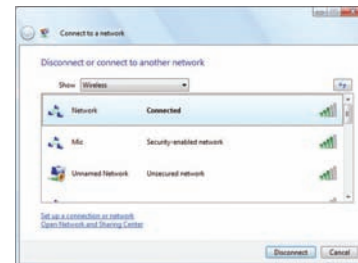 Connect to a network
Disconnect or connect to another network
Show Wireless
Network Connected
Mic Security-enabled network
Unnamed Network Unsecured network
Set up a connection or network
Open Network and Sharing Center
Disconnect Cancel